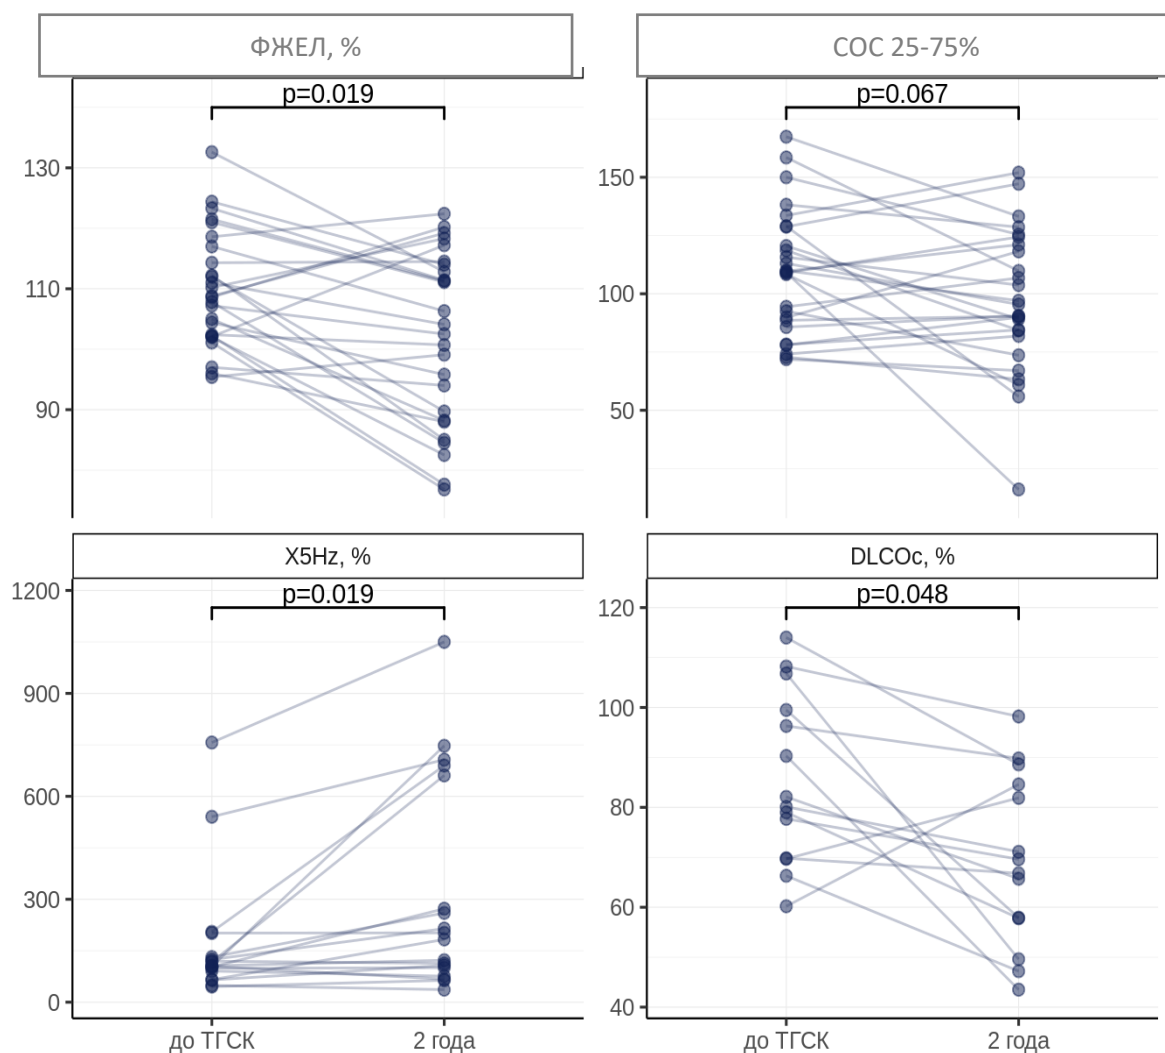 ФЖЕЛ, %
СОС 25-75%
p=0.019
p=0.067
130
110
90
150
100
50
X5Hz, %
DLCOc, %
p=0.019
p=0.048
1200
900
600
300
0
120
100
80
60
40
до ТГСК
2 года
до ТГСК
2 года